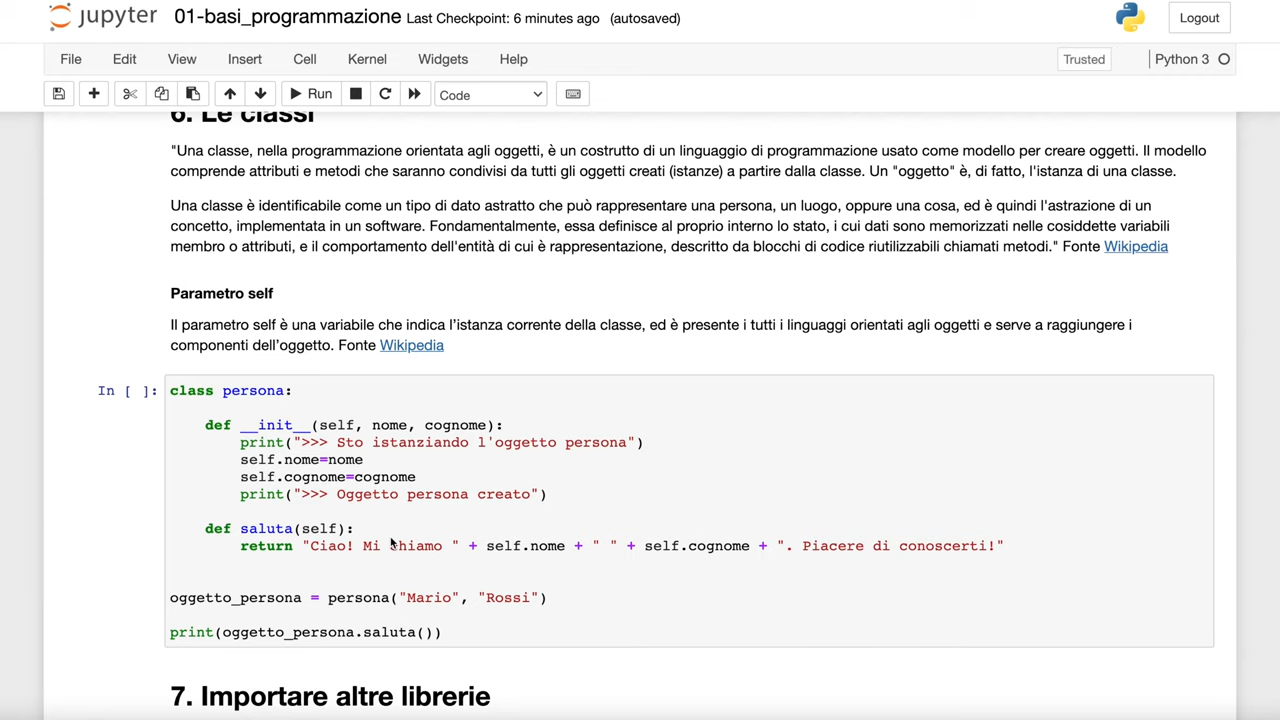 jupyter 01-basi_programmazione Last Checkpoint: 6 minutes ago (autosaved)
Logout
File Edit View Insert Cell Kernel Widgets Help
Trusted Python 3
Run Code
6. Le classi
"Una classe, nella programmazione orientata agli oggetti, è un costrutto di un linguaggio di programmazione usato come modello per creare oggetti. Il modello
comprende attributi e metodi che saranno condivisi da tutti gli oggetti creati (istanze) a partire dalla classe. Un "oggetto" è, di fatto, l'istanza di una classe.
Una classe è identificabile come un tipo di dato astratto che può rappresentare una persona, un luogo, oppure una cosa, ed è quindi l'astrazione di un
concetto, implementata in un software. Fondamentalmente, essa definisce al proprio interno lo stato, i cui dati sono memorizzati nelle cosiddette variabili
membro o attributi, e il comportamento dell'entità di cui è rappresentazione, descritto da blocchi di codice riutilizzabili chiamati metodi." Fonte Wikipedia
Parametro self
Il parametro self è una variabile che indica l'istanza corrente della classe, ed è presente i tutti i linguaggi orientati agli oggetti e serve a raggiungere i
componenti dell'oggetto. Fonte Wikipedia
In [ ]: class persona:
def __init__(self, nome, cognome):
print(">>> Sto istanziando l'oggetto persona")
self.nome=nome
self.cognome=cognome
print(">>> Oggetto persona creato")
def saluta(self):
return "Ciao! Mi chiamo " + self.nome + " " + self.cognome + ". Piacere di conoscerti!"
oggetto_persona = persona("Mario", "Rossi")
print(oggetto_persona.saluta())
7. Importare altre librerie